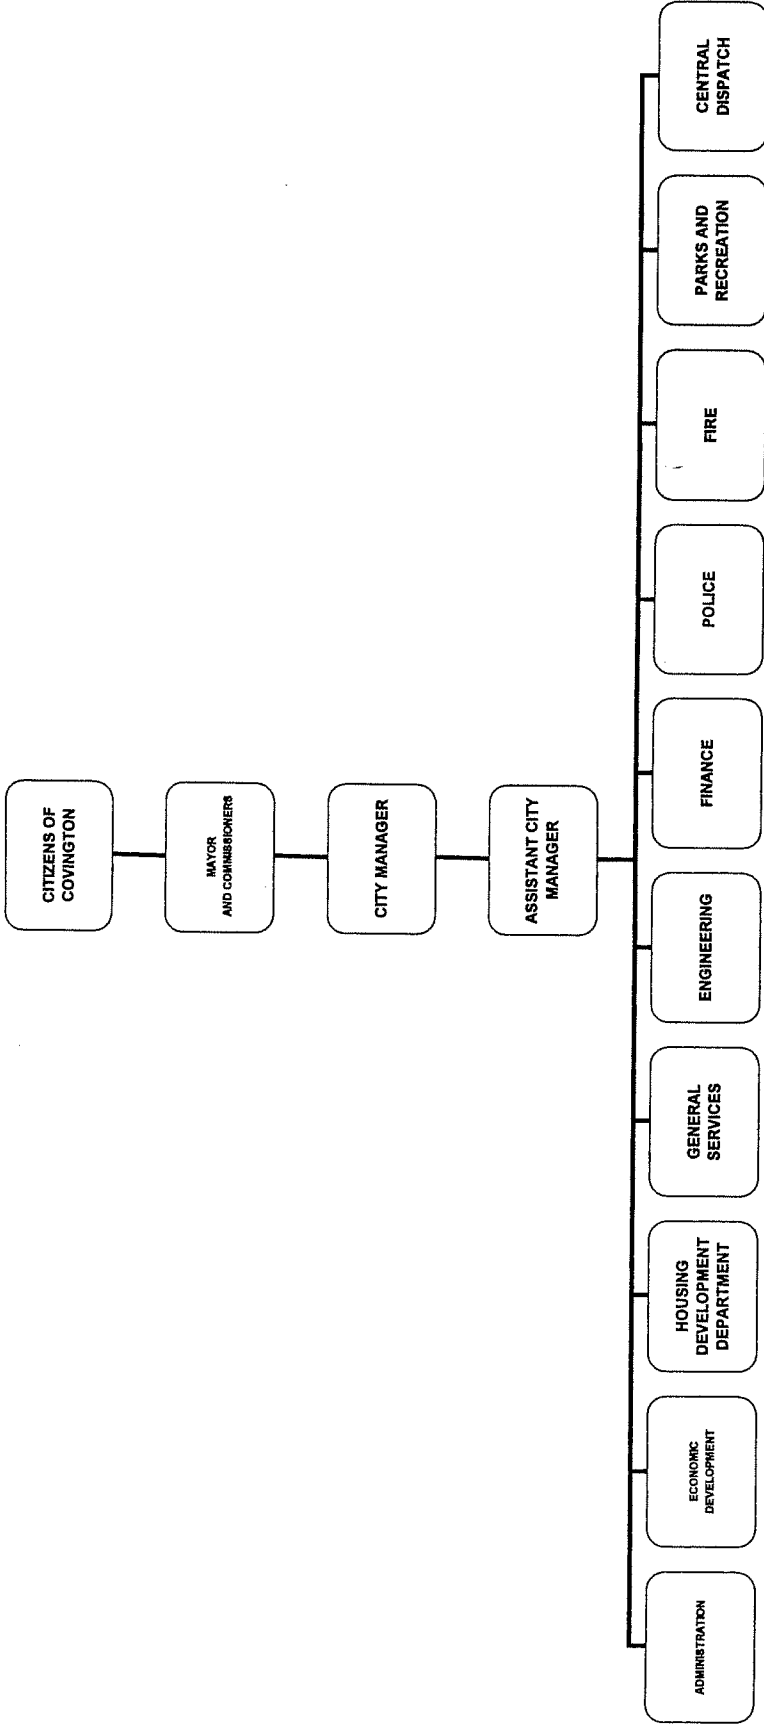 CITIZENS OF
COVINGTON
MAYOR
AND COMMISSIONERS
CITY MANAGER
ASSISTANT CITY
MANAGER
ADMINISTRATION
ECONOMIC
DEVELOPMENT
HOUSING
DEVELOPMENT
DEPARTMENT
GENERAL
SERVICES
ENGINEERING
FINANCE
POLICE
FIRE
PARKS AND
RECREATION
CENTRAL
DISPATCH